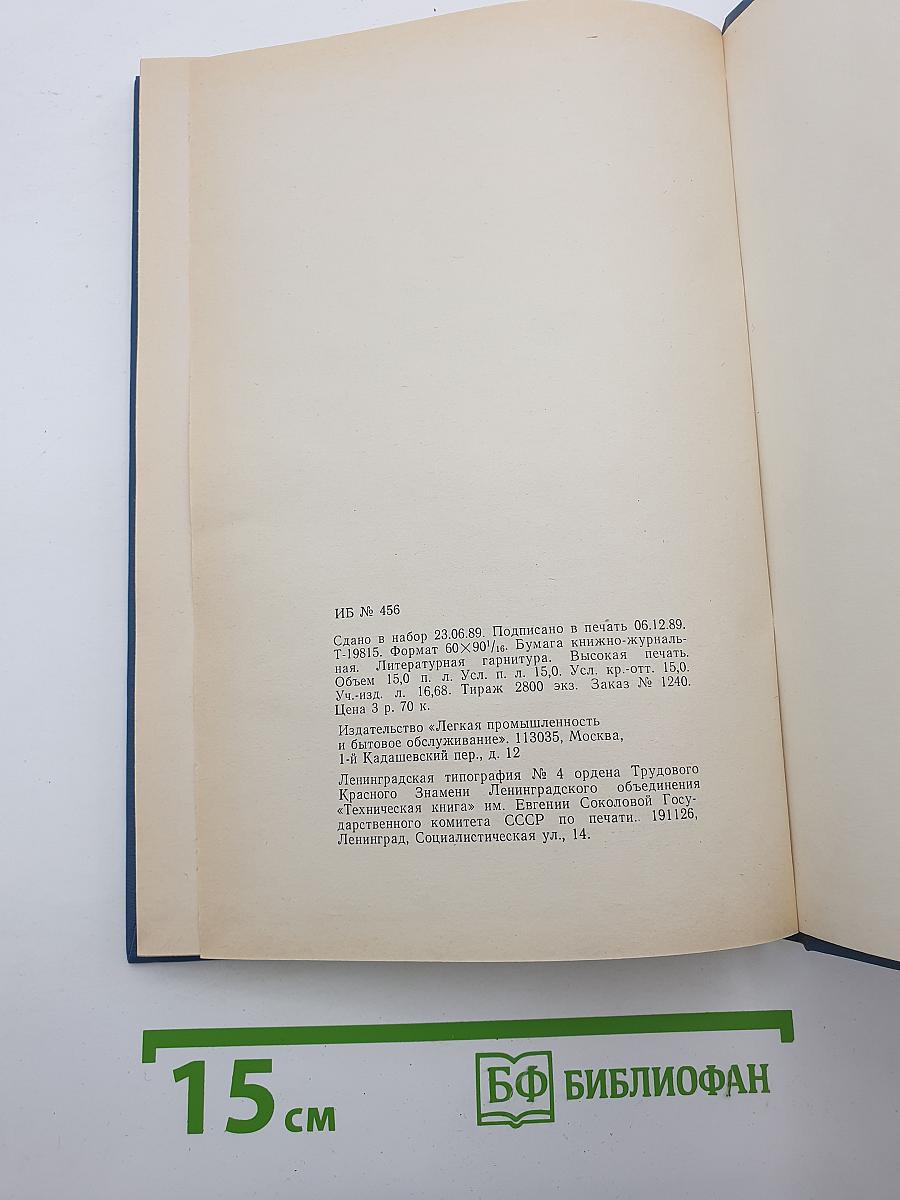 ИБ № 456
Сдано в набор 23.06.89. Подписано в печать 06.12.89.
Т-19815. Формат 60×90¹/₁₆. Бумага книжно-журналь-
ная. Литературная гарнитура. Высокая печать.
Объем 15,0 п. л. Усл. п. л. 15,0. Усл. кр.-отт. 15,0.
Уч.-изд. л. 16,68. Тираж 2800 экз. Заказ № 1240.
Цена 3 р. 70 к.
Издательство «Легкая промышленность
и бытовое обслуживание». 113035, Москва,
1-й Кадашевский пер., д. 12
Ленинградская типография № 4 ордена Трудового
Красного Знамени Ленинградского объединения
«Техническая книга» им. Евгении Соколовой Госу-
дарственного комитета СССР по печати.. 191126,
Ленинград, Социалистическая ул., 14.
15 см
БФ БИБЛИОФАН